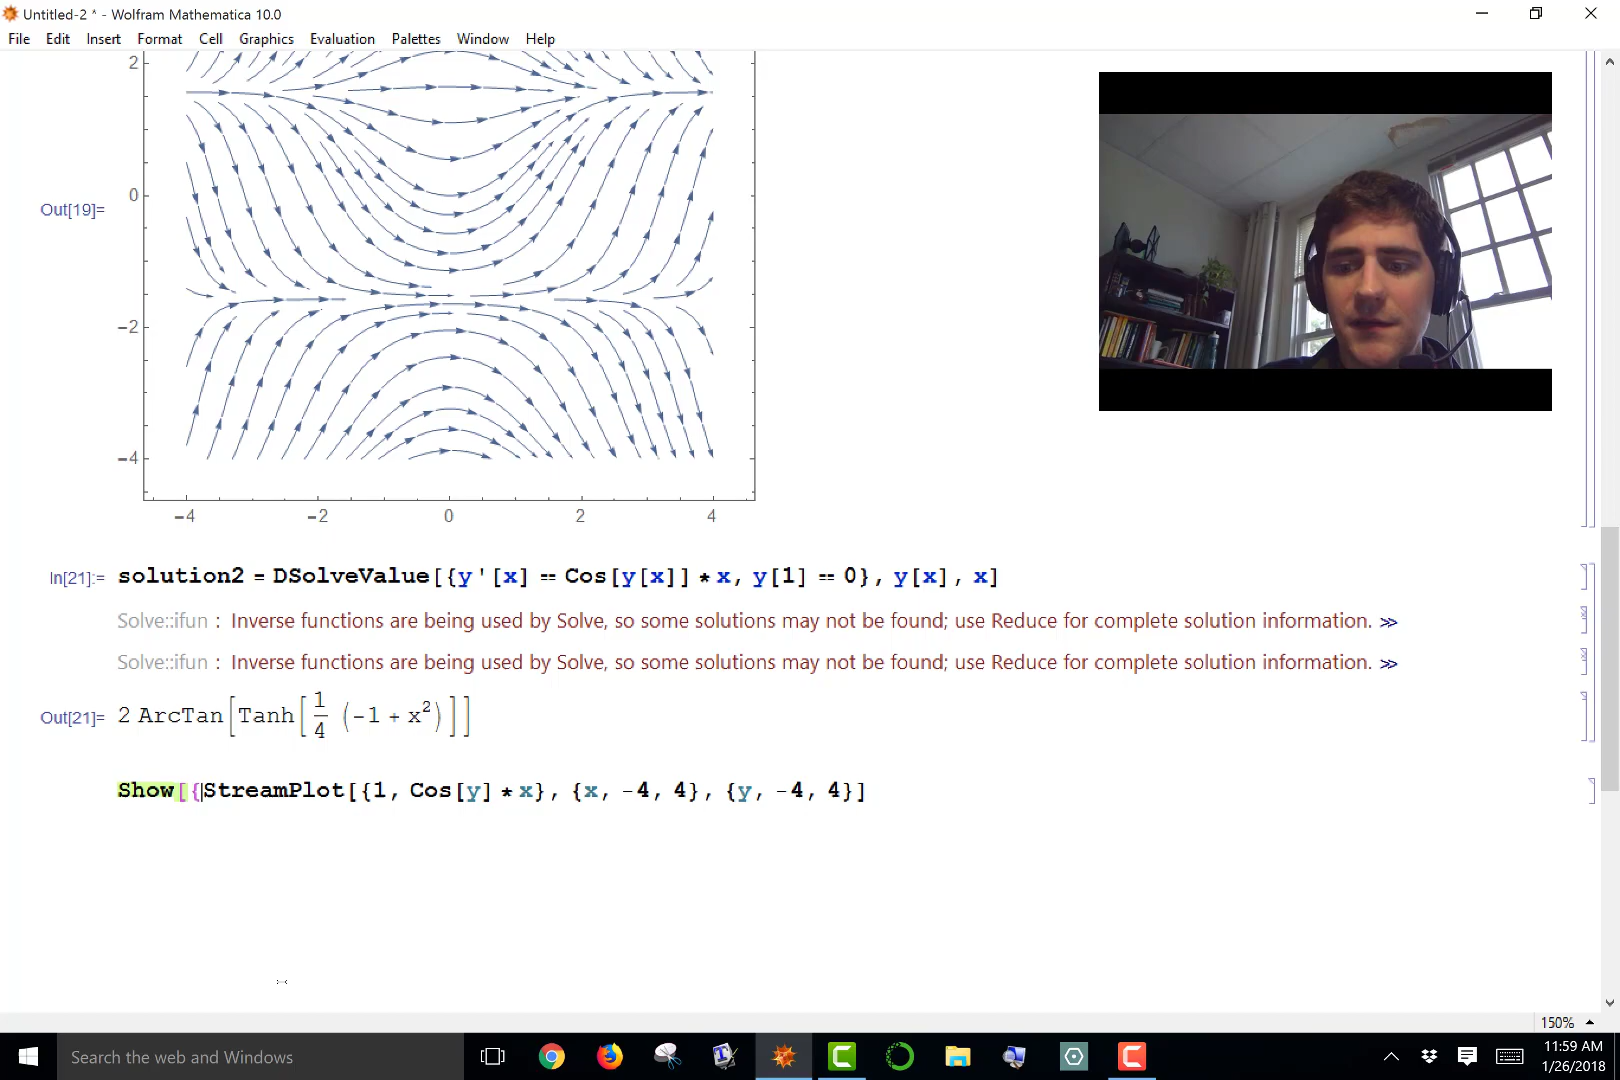 Untitled-2 * - Wolfram Mathematica 10.0
File Edit Insert Format Cell Graphics Evaluation Palettes Window Help
2
0
Out[19]=
−2
−4
−4 −2 0 2 4
In[21]:= solution2 = DSolveValue[{y'[x] == Cos[y[x]] * x, y[1] == 0}, y[x], x]
Solve::ifun : Inverse functions are being used by Solve, so some solutions may not be found; use Reduce for complete solution information. ≫
Solve::ifun : Inverse functions are being used by Solve, so some solutions may not be found; use Reduce for complete solution information. ≫
Out[21]= 2 ArcTan[Tanh[1/4 (-1 + x²)]]
Show[{StreamPlot[{1, Cos[y] * x}, {x, -4, 4}, {y, -4, 4}]
150%
Search the web and Windows
11:59 AM
1/26/2018